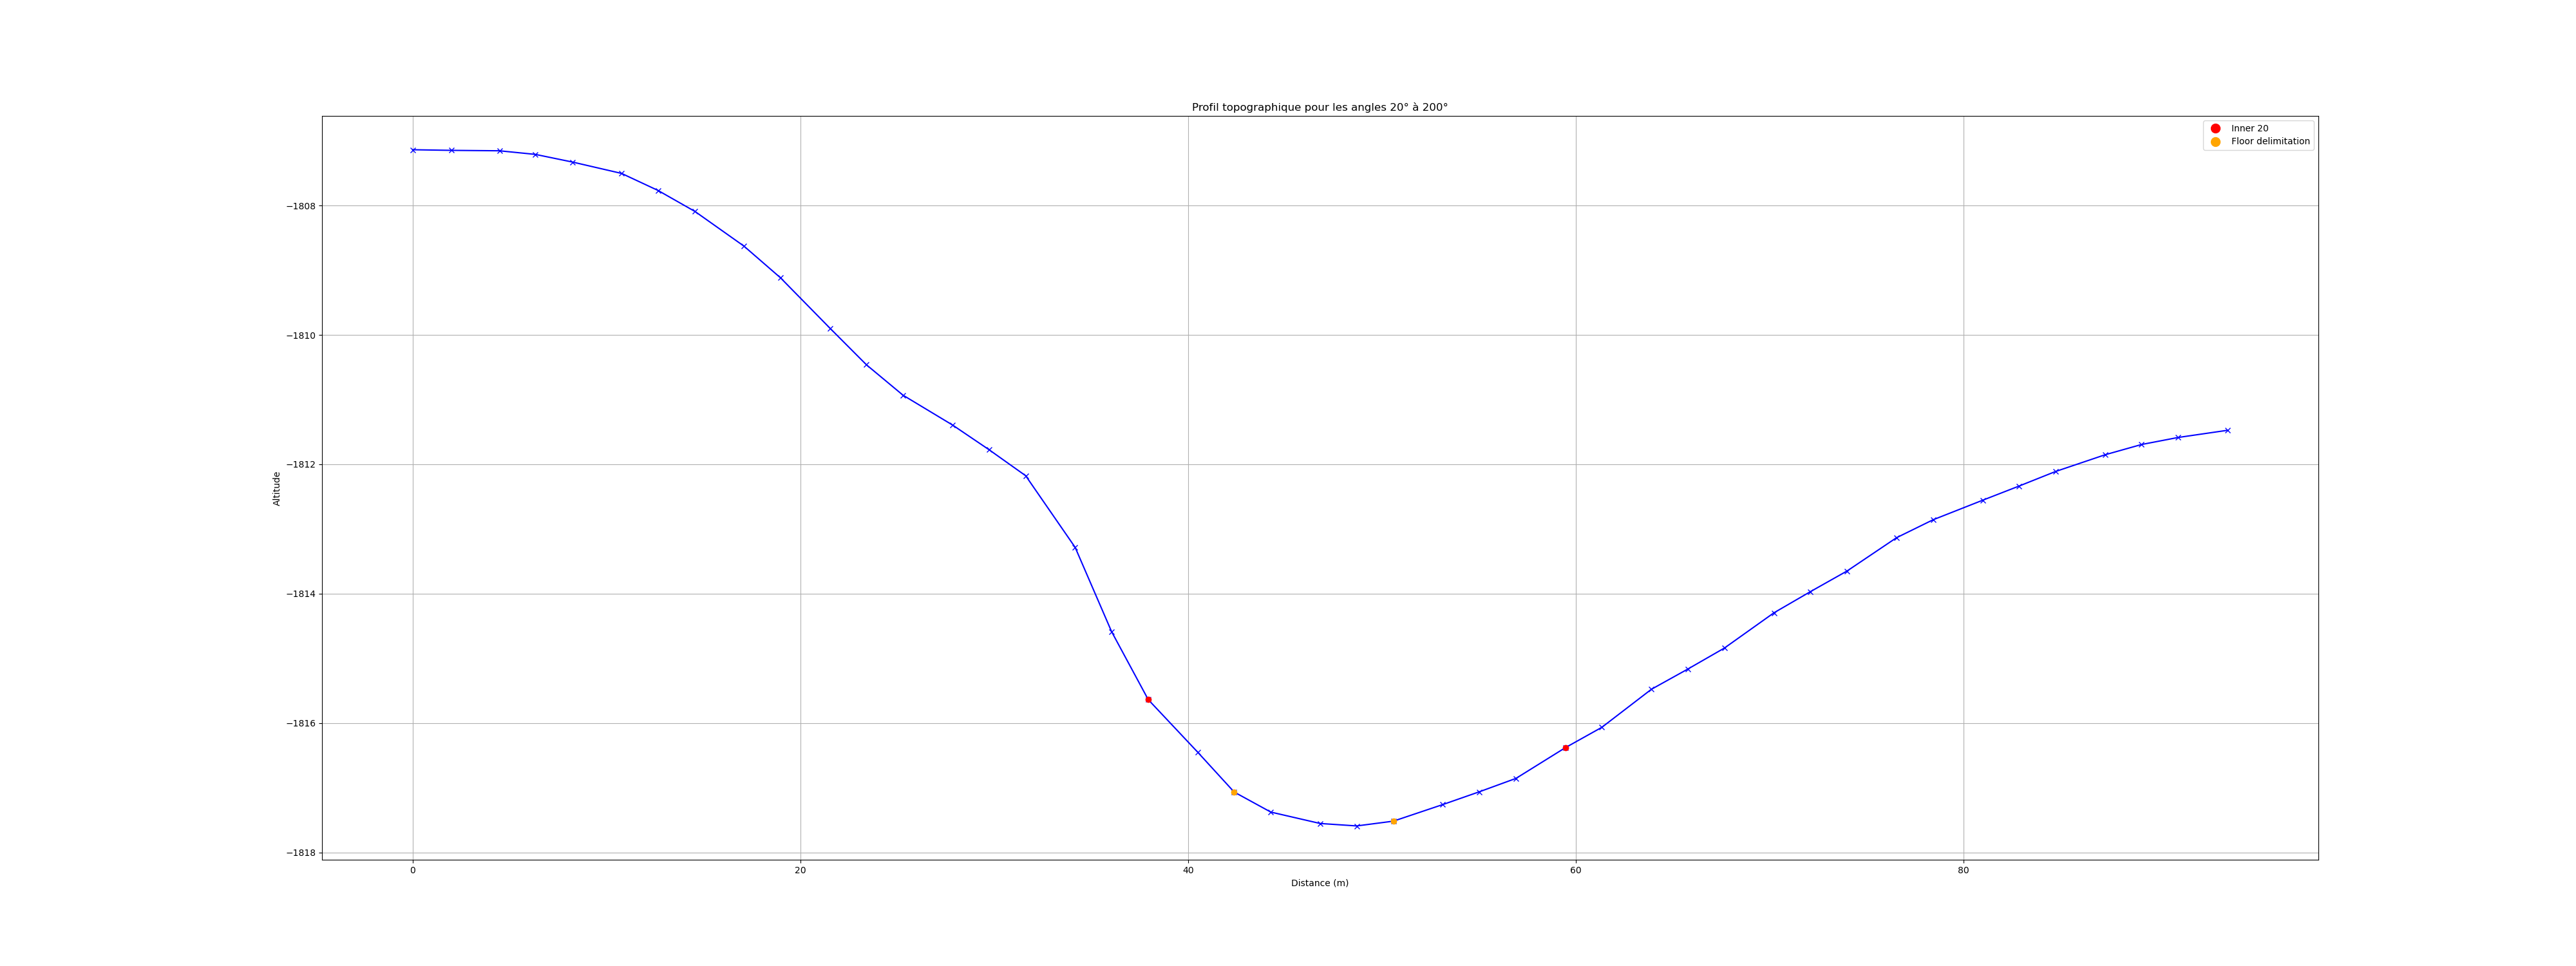 Profil topographique pour les angles 20° à 200°
Inner 20
Floor delimitation
−1808
−1810
−1812
−1814
−1816
−1818
Altitude
0 20 40 60 80
Distance (m)